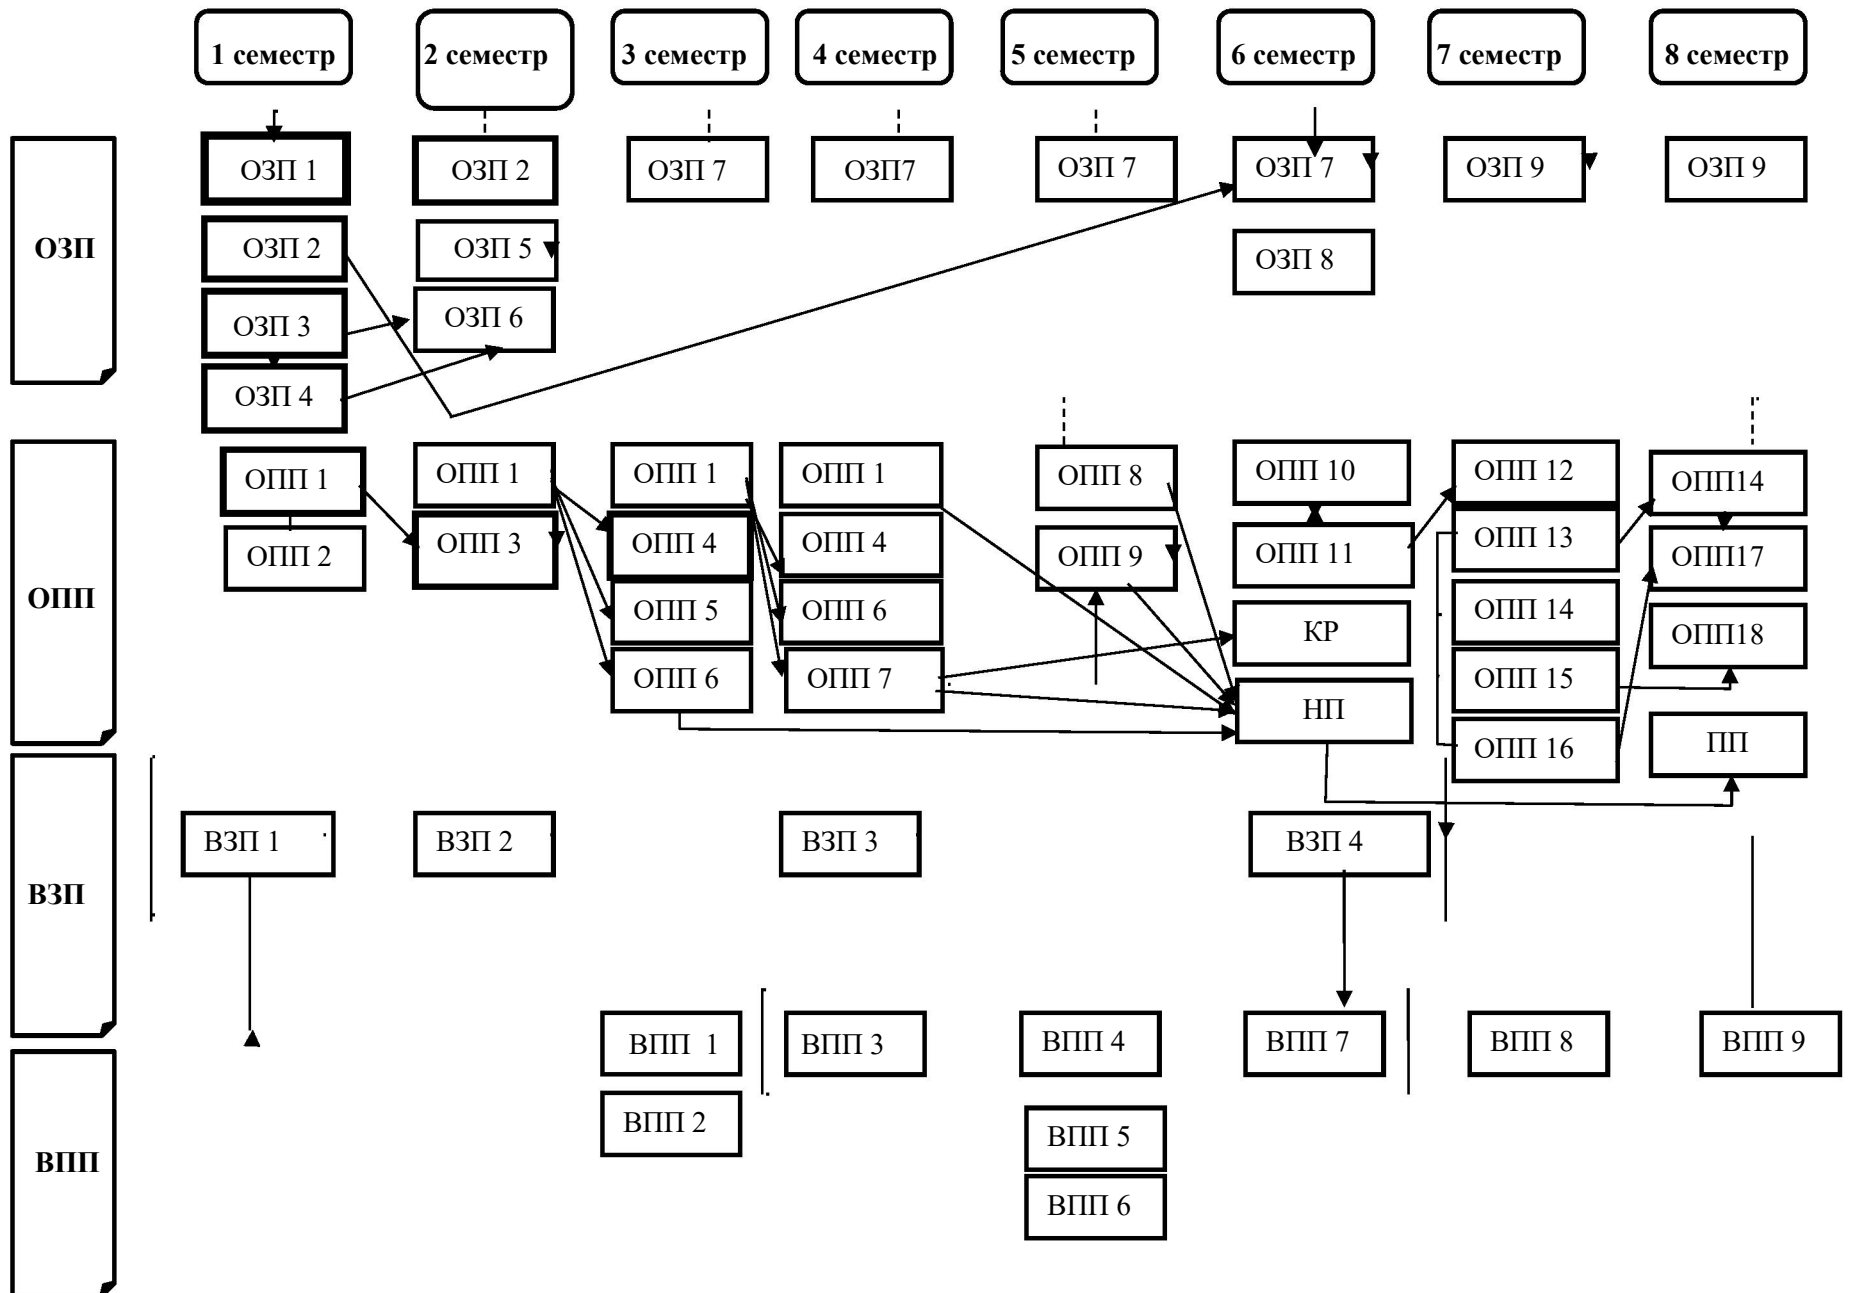 1 семестр 2 семестр 3 семестр 4 семестр 5 семестр 6 семестр 7 семестр 8 семестр
ОЗП 1 ОЗП 2 ОЗП 7 ОЗП7 ОЗП 7 ОЗП 7 ОЗП 9 ОЗП 9
ОЗП ОЗП 2 ОЗП 5 ОЗП 8
ОЗП 3 ОЗП 6
ОЗП 4
ОПП 1 ОПП 1 ОПП 1 ОПП 1 ОПП 8 ОПП 10 ОПП 12 ОПП14
ОПП 2 ОПП 3 ОПП 4 ОПП 4 ОПП 9 ОПП 11 ОПП 13 ОПП17
ОПП ОПП 5 ОПП 6 КР ОПП 14 ОПП18
ОПП 6 ОПП 7 НП ОПП 15
ОПП 16 ПП
ВЗП 1 ВЗП 2 ВЗП 3 ВЗП 4
ВЗП
ВПП 1 ВПП 3 ВПП 4 ВПП 7 ВПП 8 ВПП 9
ВПП 2 ВПП 5
ВПП
ВПП 6